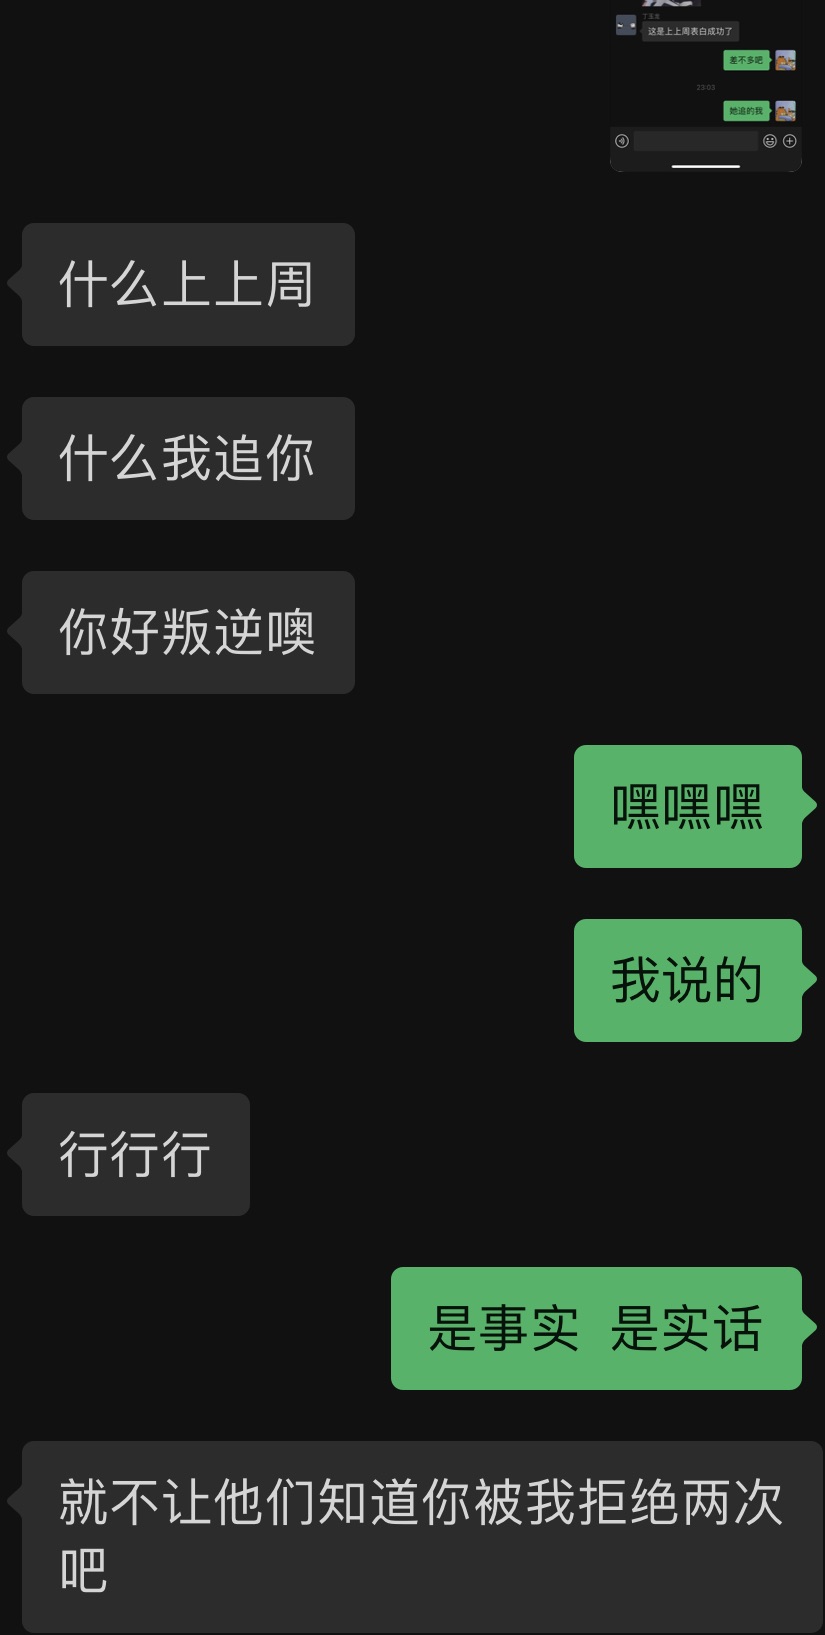 这是上上周表白成功了
差不多吧
23:03
她追的我
什么上上周
什么我追你
你好叛逆噢
嘿嘿嘿
我说的
行行行
是事实 是实话
就不让他们知道你被我拒绝两次
吧